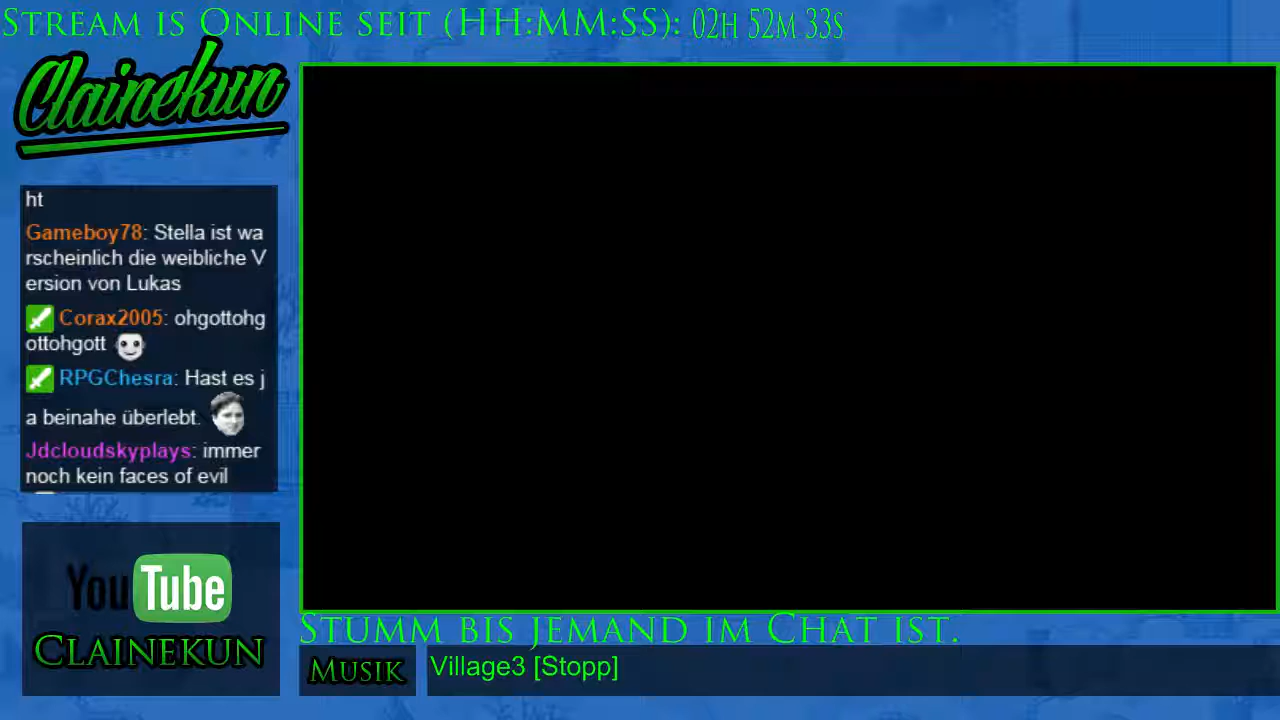 Stream is Online seit (HH:MM:SS): 02h 52m 33s
Clainekun
ht
Gameboy78: Stella ist wa
rscheinlich die weibliche V
ersion von Lukas
Corax2005: ohgottohg
ottohgott
RPGChesra: Hast es j
a beinahe überlebt.
Jdcloudskyplays: immer
noch kein faces of evil
YouTube
Clainekun
Stumm bis jemand im Chat ist.
Musik
Village3 [Stopp]